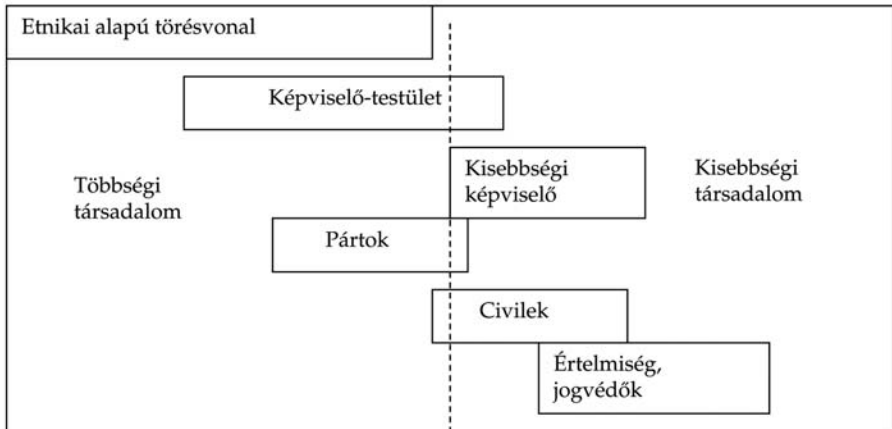 Etnikai alapú törésvonal
Képviselő-testület
Többségi
társadalom
Kisebbségi
képviselő
Kisebbségi
társadalom
Pártok
Civilek
Értelmiség,
jogvédők